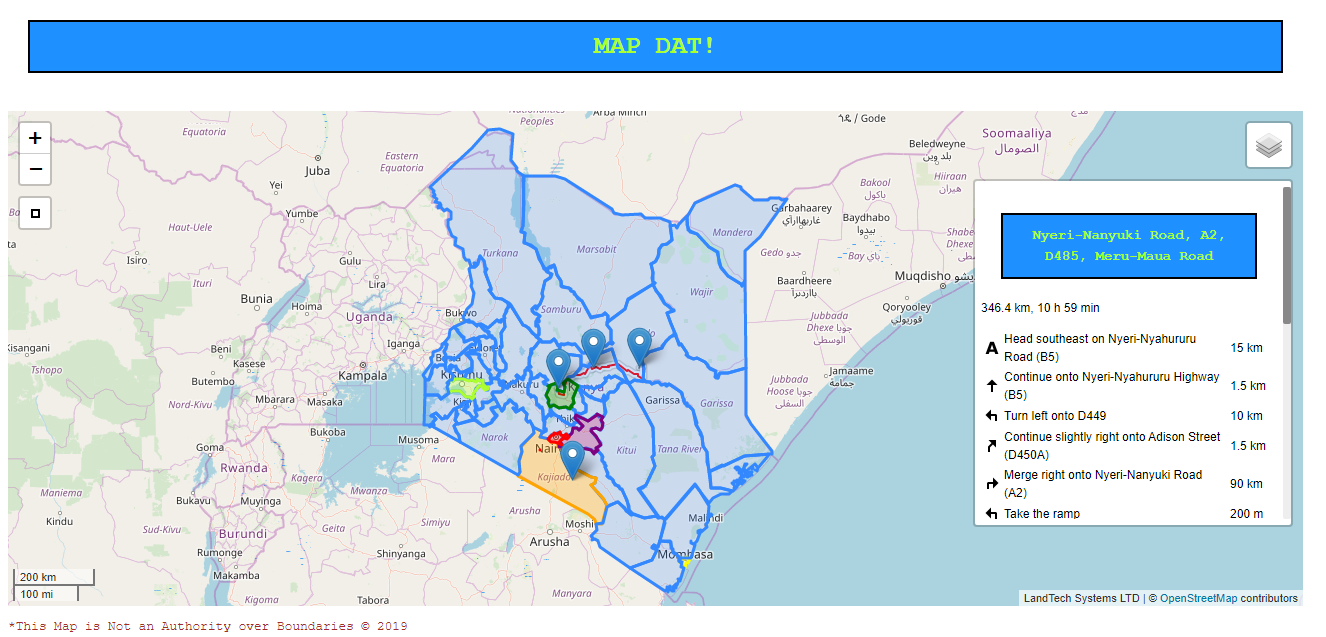 MAP DAT!
+
−
Equatoria
Peoples
Arba Minch
ጎዴ / Gode
Beledweyne
بلد وين
Soomaaliya
الصومال
Juba
Eastern
Equatoria
Yei
Bakool
باكول
Hiiraan
هيران
Yumbe
Garbahaarey
غاربهاارآي
Baydhabo
بيدوا
Mandera
Haut-Uele
Turkana
Marsabit
Gedo جدو
Bay باي
Isiro
Gulu
Baardheere
بااردنرآ
Muqdisho
Ituri
Lira
Wajir
Bunia
Hoima
Bukwo
Samburu
Qoryooley
قوريولي
Uganda
Iganga
Jubbada
Dhexe جوبا
الوسطى
Kisangani
Beni
Kasese
Kampala
Kisumu
Jamaame
جمامة
Tshopo
Butembo
Mbarara
Masaka
Garissa
Garissa
Jubbada
Hoose جوبا
السفلى
Nord-Kivu
Bukoba
Musoma
Narok
Kitui
Tana River
Goma
Mara
Kajiado
Rwanda
Kagera
Mwanza
Maniema
Bukavu
Muyinga
Arusha
Kindu
Sud-Kivu
Geita
Simiyu
Moshi
Malindi
Burundi
Arusha
Rumonge
Shinyanga
Mombasa
Makamba
Kigoma
Tabora
Manyara
200 km
100 mi
Nyeri-Nanyuki Road, A2,
D485, Meru-Maua Road
346.4 km, 10 h 59 min
A Head southeast on Nyeri-Nyahururu
Road (B5) 15 km
Continue onto Nyeri-Nyahururu Highway
(B5) 1.5 km
Turn left onto D449 10 km
Continue slightly right onto Adison Street
(D450A) 1.5 km
Merge right onto Nyeri-Nanyuki Road
(A2) 90 km
Take the ramp 200 m
LandTech Systems LTD | © OpenStreetMap contributors
*This Map is Not an Authority over Boundaries © 2019